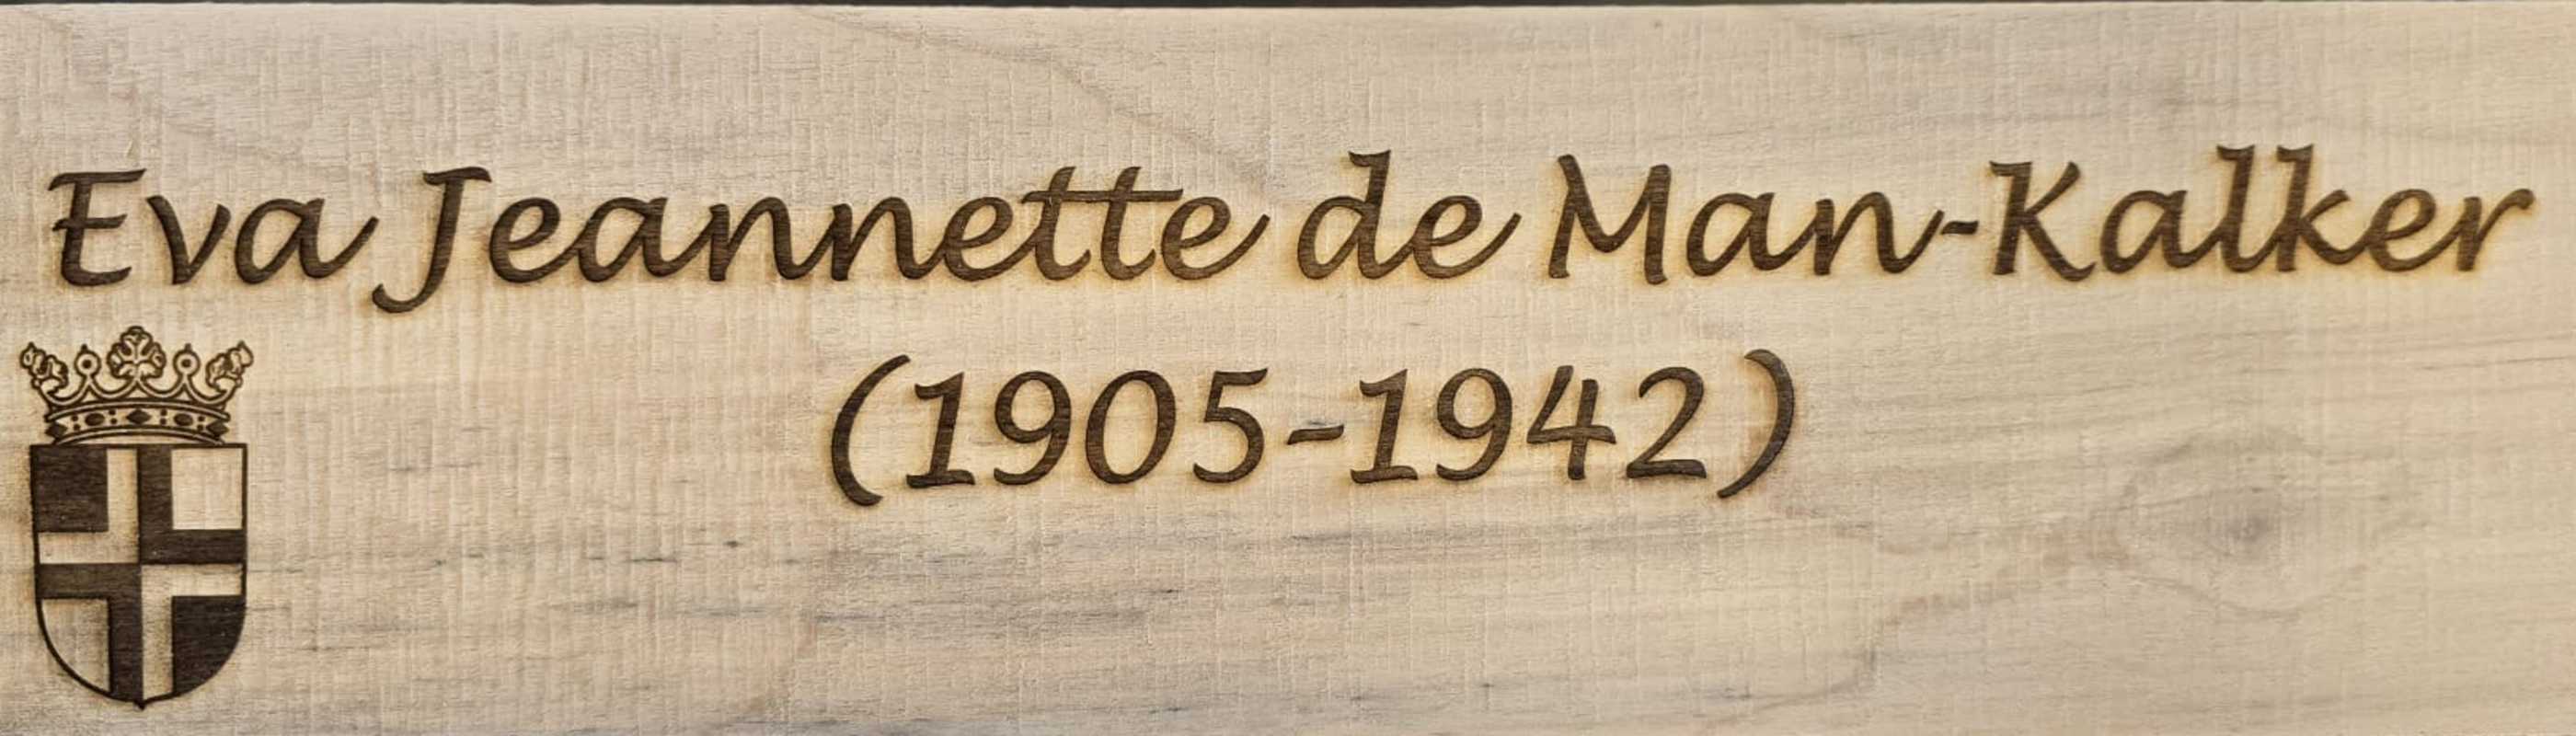 Eva Jeannette de Man-Kalker
(1905-1942)